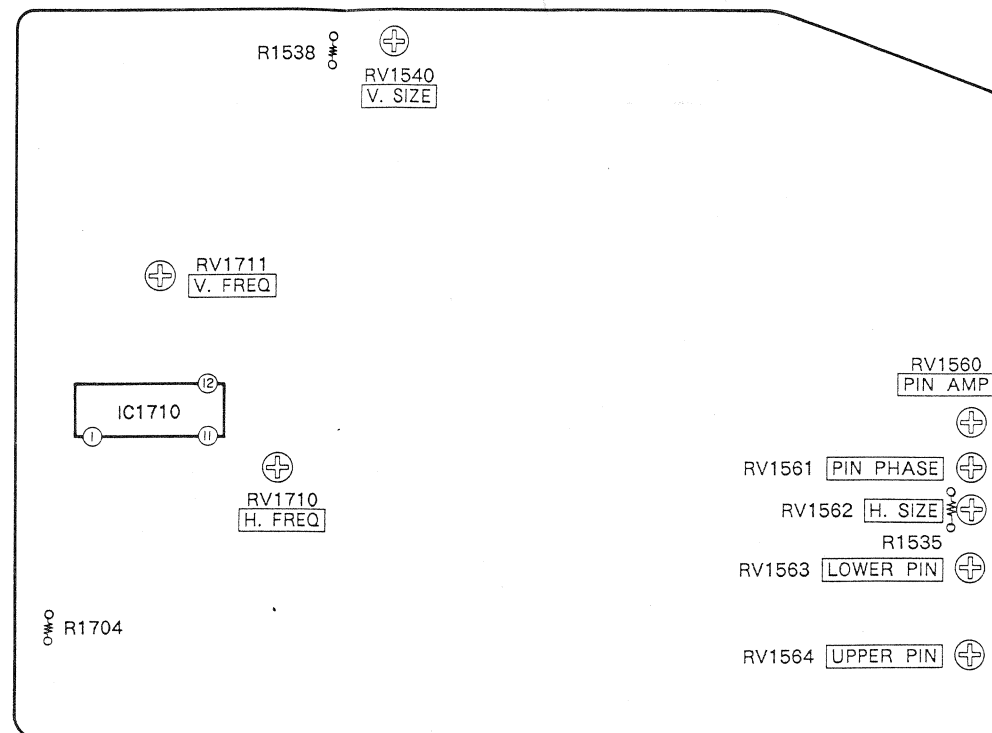 R1538
RV1540
V. SIZE
RV1711
V. FREQ
12
IC1710
1
11
RV1710
H. FREQ
RV1560
PIN AMP
RV1561 PIN PHASE
RV1562 H. SIZE
R1535
RV1563 LOWER PIN
R1704
RV1564 UPPER PIN